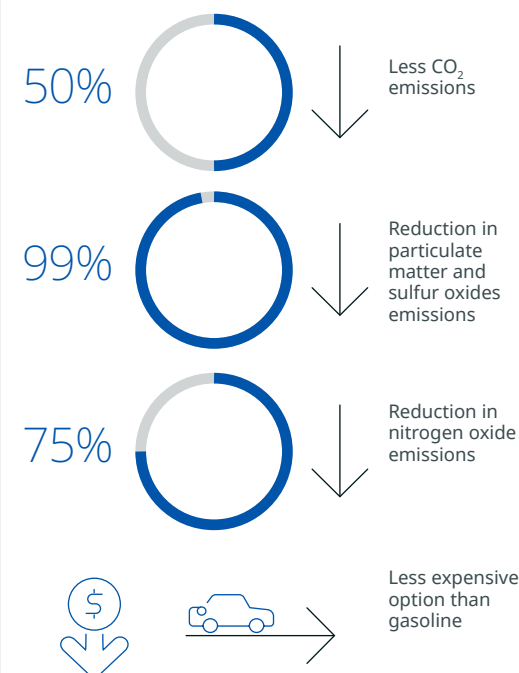 50%
Less CO₂
emissions
99%
Reduction in
particulate
matter and
sulfur oxides
emissions
75%
Reduction in
nitrogen oxide
emissions
$
Less expensive
option than
gasoline